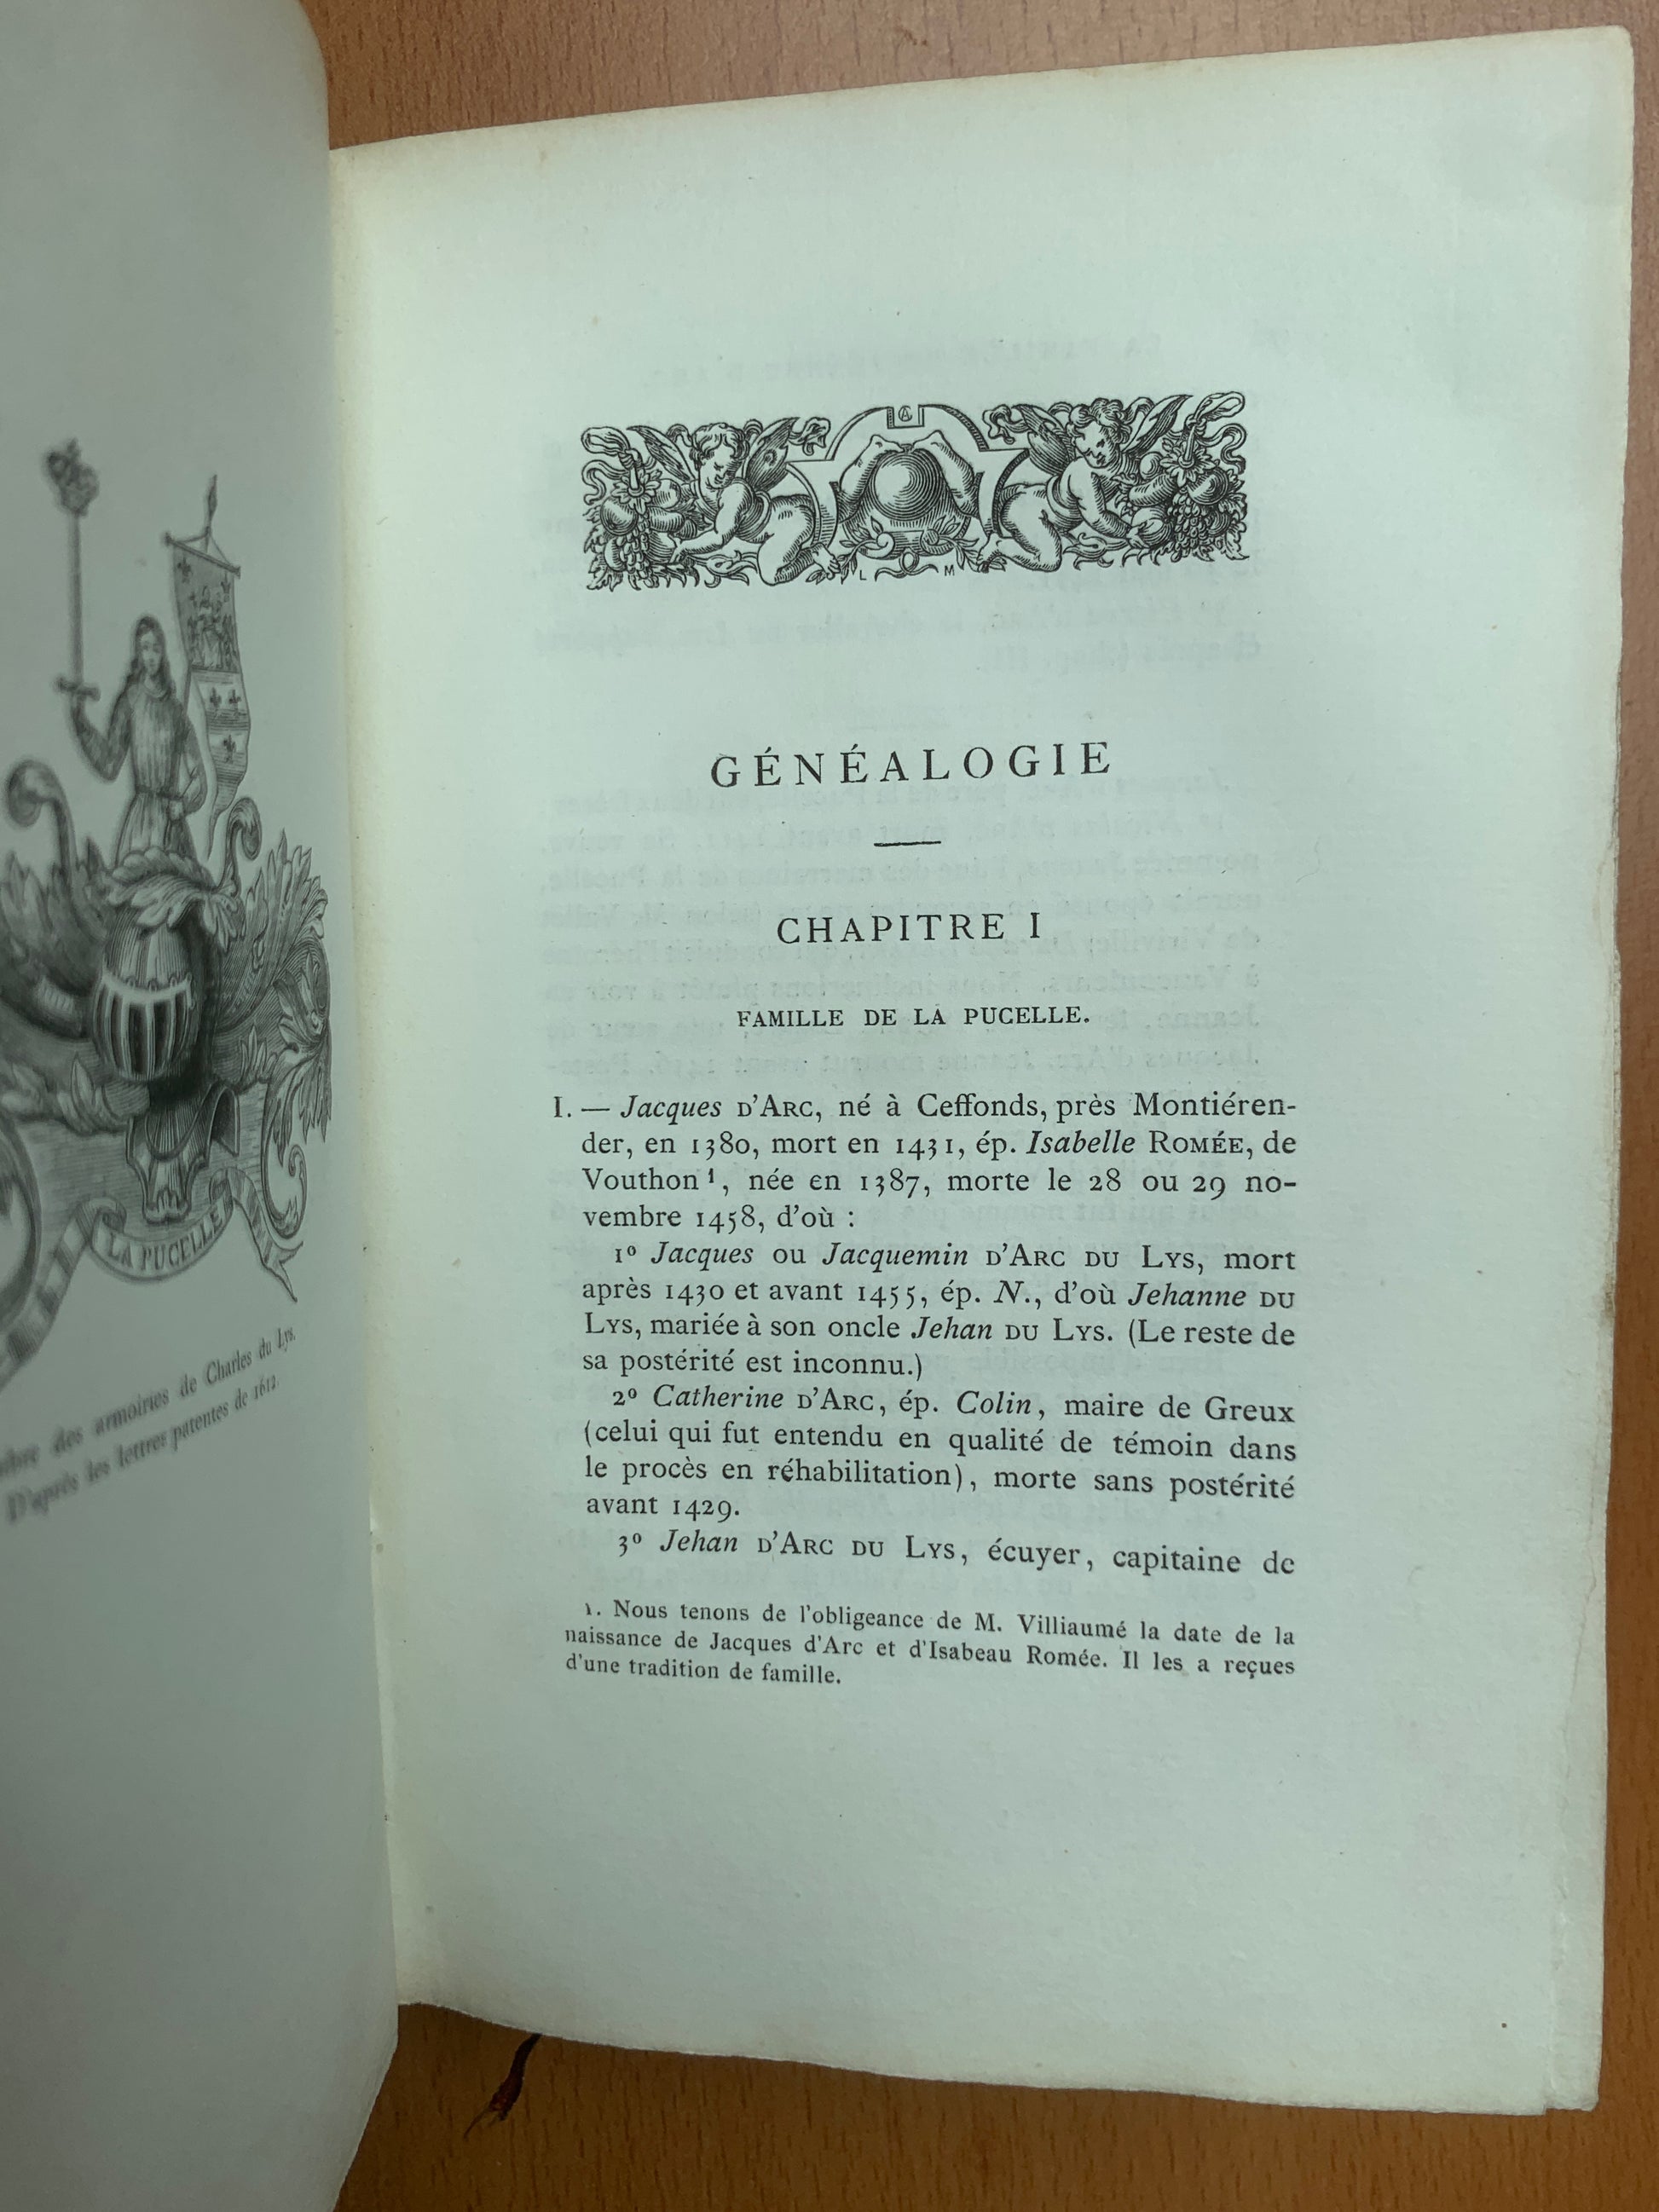 LA PUCELLE
des armoiries de Charles du Lys.
D'après les lettres patentes de 1612
L M
GÉNÉALOGIE
CHAPITRE I
FAMILLE DE LA PUCELLE.
I. — Jacques D'ARC, né à Ceffonds, près Montiéren-
der, en 1380, mort en 1431, ép. Isabelle ROMÉE, de
Vouthon¹, née en 1387, morte le 28 ou 29 no-
vembre 1458, d'où :
1º Jacques ou Jacquemin D'ARC DU LYS, mort
après 1430 et avant 1455, ép. N., d'où Jehanne DU
LYS, mariée à son oncle Jehan DU LYS. (Le reste de
sa postérité est inconnu.)
2º Catherine D'ARC, ép. Colin, maire de Greux
(celui qui fut entendu en qualité de témoin dans
le procès en réhabilitation), morte sans postérité
avant 1429.
3º Jehan D'ARC DU LYS, écuyer, capitaine de
1. Nous tenons de l'obligeance de M. Villiaumé la date de la
naissance de Jacques d'Arc et d'Isabeau Romée. Il les a reçues
d'une tradition de famille.